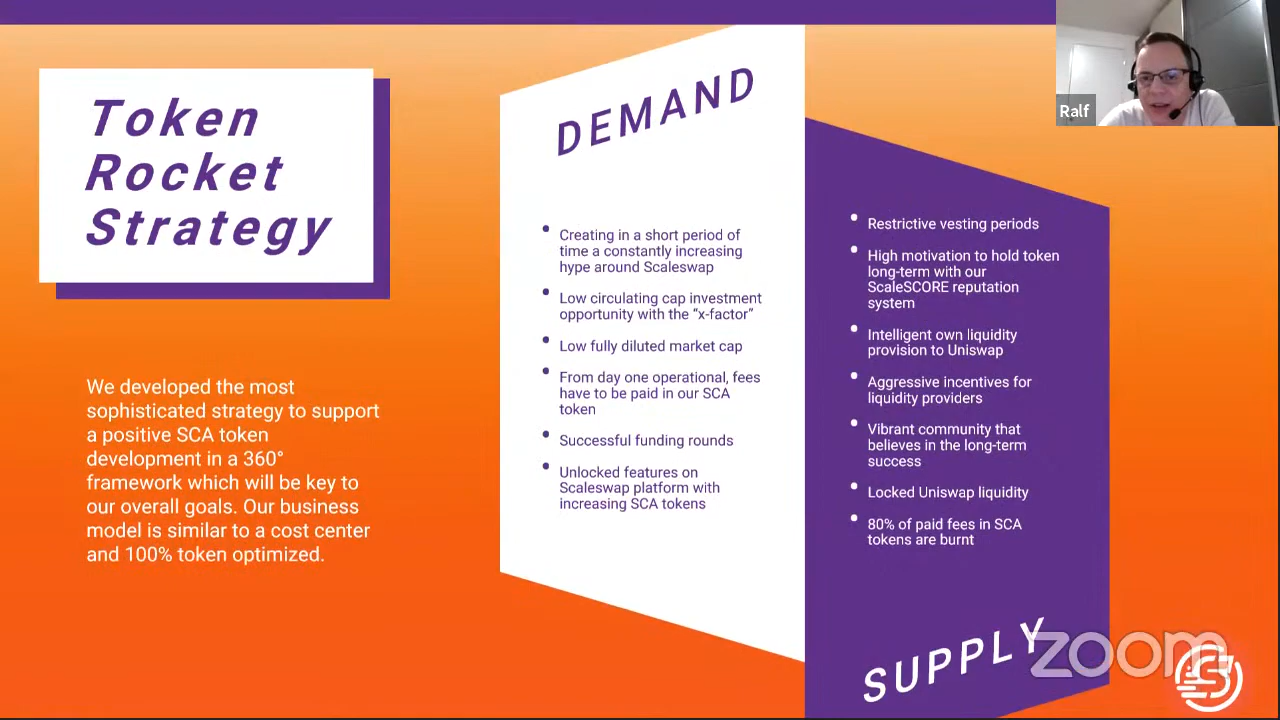 Token
Rocket
Strategy
We developed the most
sophisticated strategy to support
a positive SCA token
development in a 360°
framework which will be key to
our overall goals. Our business
model is similar to a cost center
and 100% token optimized.
DEMAND
• Creating in a short period of
time a constantly increasing
hype around Scaleswap
• Low circulating cap investment
opportunity with the “x-factor”
• Low fully diluted market cap
• From day one operational, fees
have to be paid in our SCA
token
• Successful funding rounds
• Unlocked features on
Scaleswap platform with
increasing SCA tokens
• Restrictive vesting periods
• High motivation to hold token
long-term with our
ScaleSCORE reputation
system
• Intelligent own liquidity
provision to Uniswap
• Aggressive incentives for
liquidity providers
• Vibrant community that
believes in the long-term
success
• Locked Uniswap liquidity
• 80% of paid fees in SCA
tokens are burnt
SUPPLY
Ralf
zoom